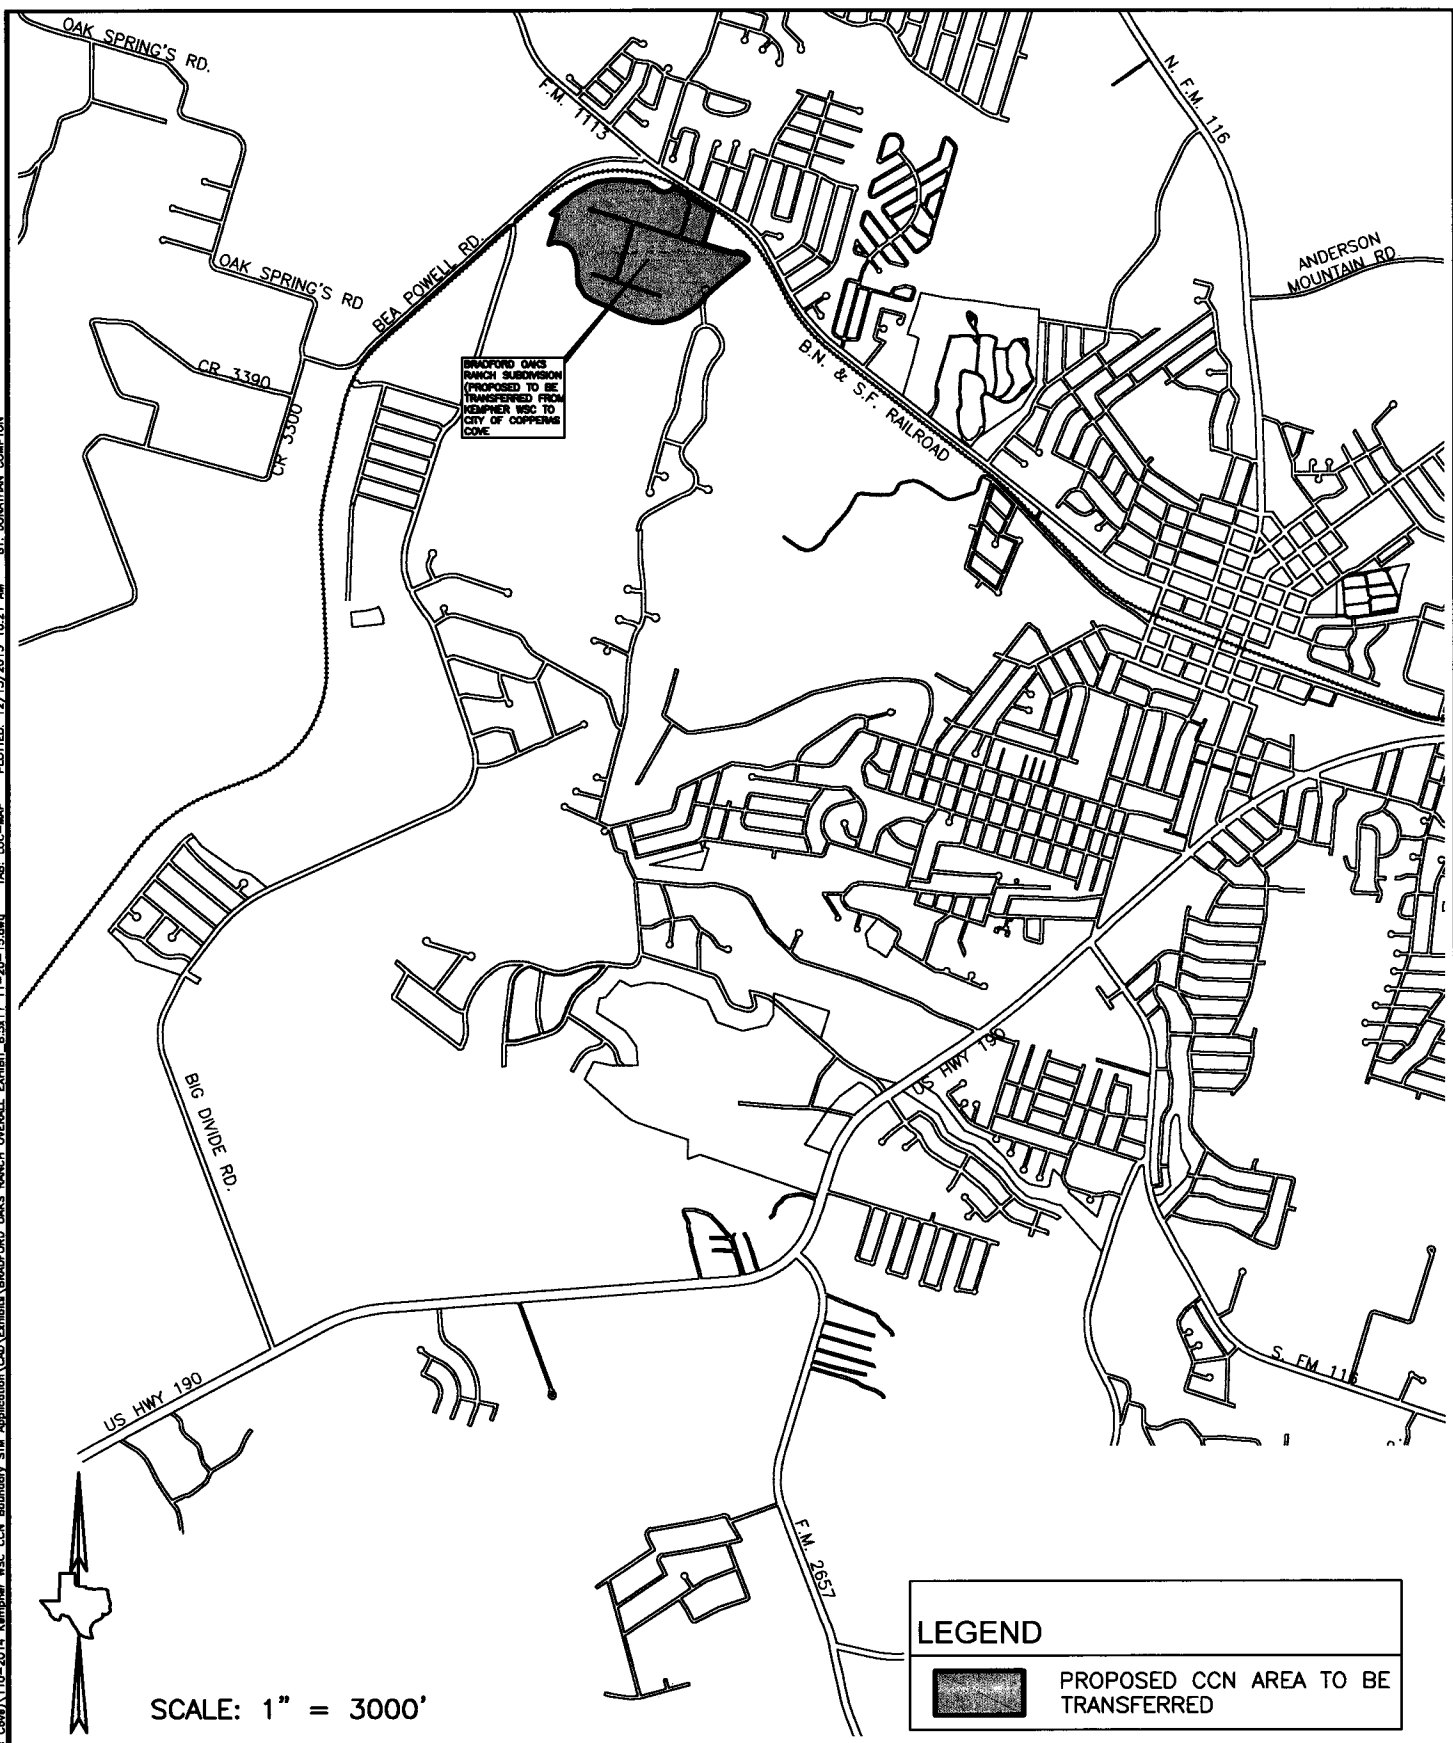 OAK SPRING'S RD.
F.M. 1113
N. F.M. 116
ANDERSON
MOUNTAIN RD
OAK SPRING'S RD
BEA POWELL RD.
CR 3390
CR 3300
BRADFORD OAKS
RANCH SUBDIVISION
(PROPOSED TO BE
TRANSFERRED FROM
KEMPNER WSC TO
CITY OF COPPERAS
COVE
B.N. & S.F. RAILROAD
US HWY 190
BIG DIVIDE RD.
S. FM 116
US HWY 190
F.M. 2657
LEGEND
PROPOSED CCN AREA TO BE
TRANSFERRED
SCALE: 1" = 3000'